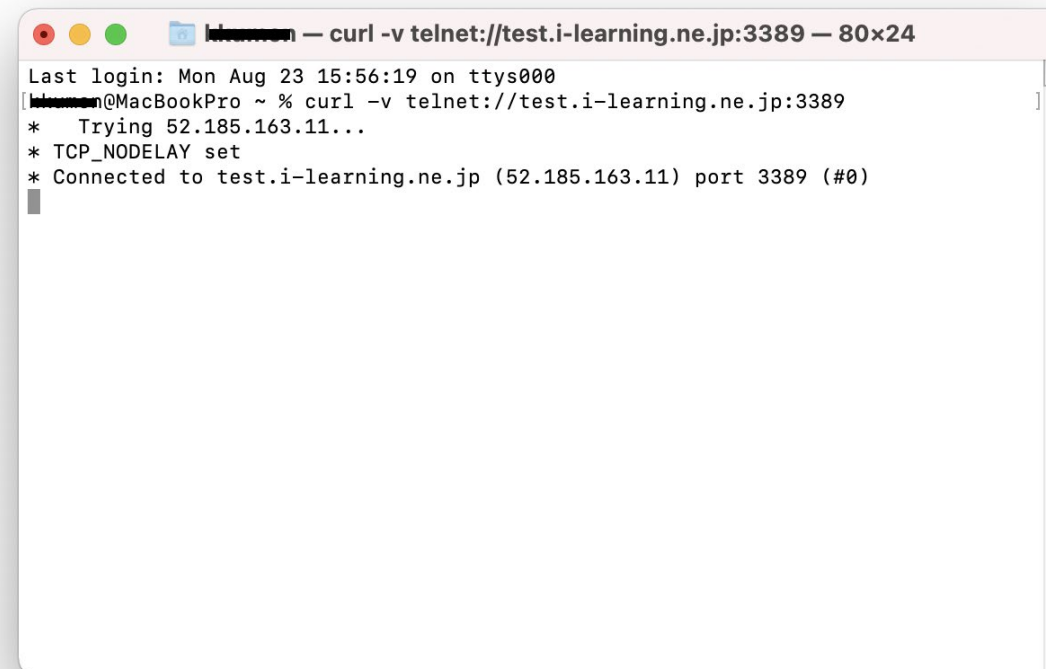 — curl -v telnet://test.i-learning.ne.jp:3389 — 80×24
Last login: Mon Aug 23 15:56:19 on ttys000
[@MacBookPro ~ % curl -v telnet://test.i-learning.ne.jp:3389 ]
*   Trying 52.185.163.11...
* TCP_NODELAY set
* Connected to test.i-learning.ne.jp (52.185.163.11) port 3389 (#0)